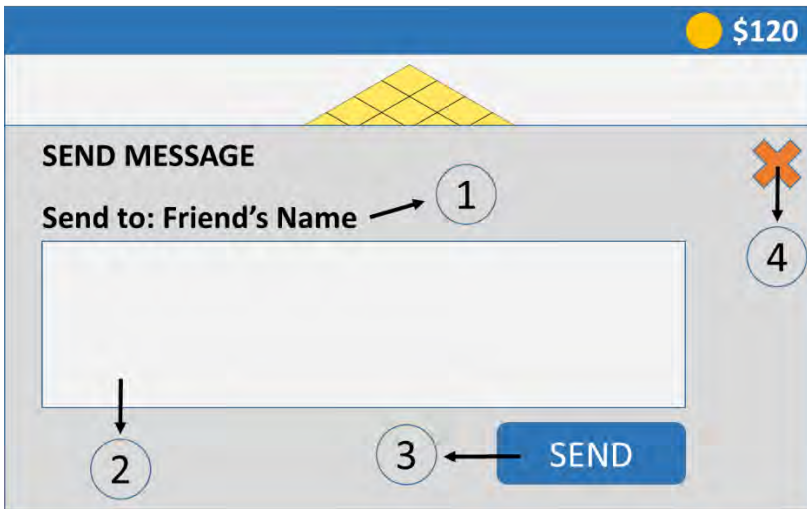 $120
SEND MESSAGE
1
Send to: Friend's Name
4
2
3
SEND